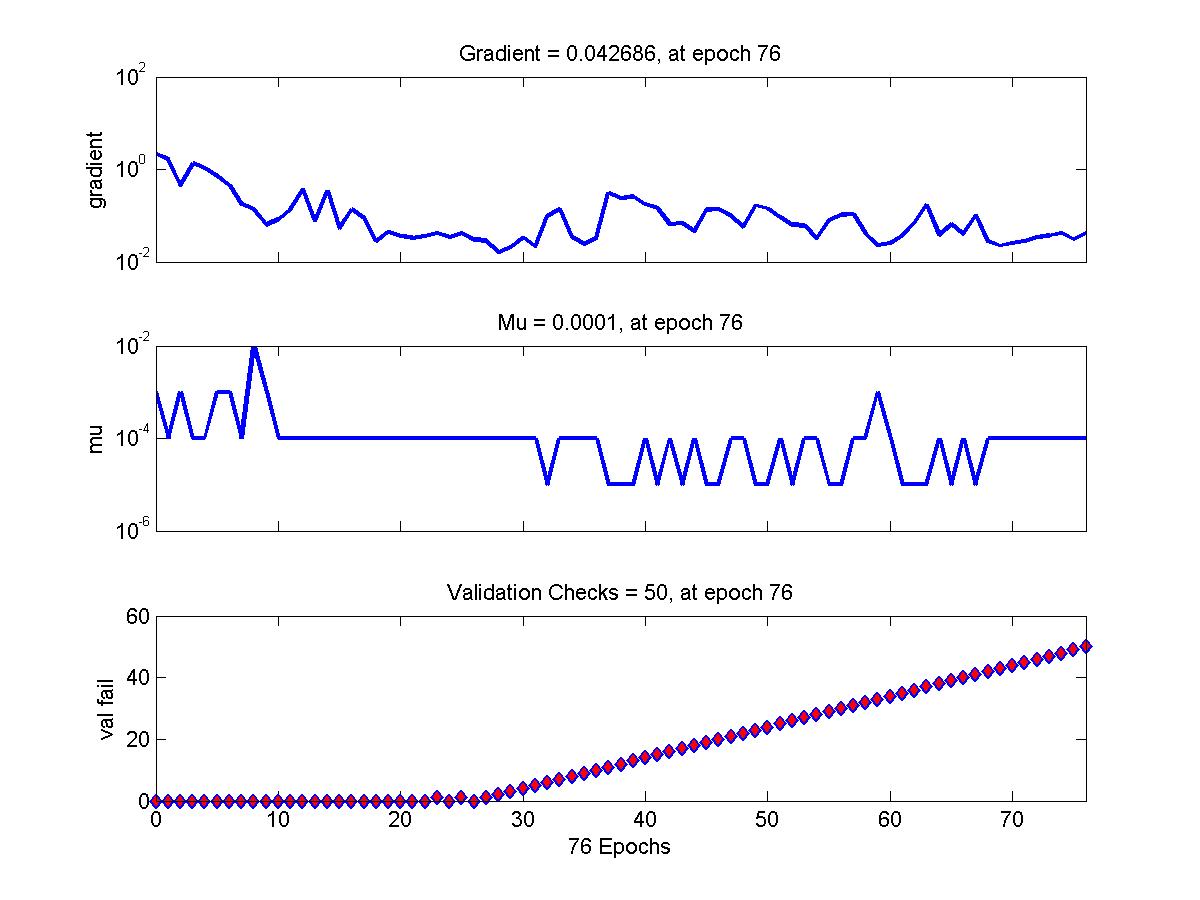 Gradient = 0.042686, at epoch 76
10^2
10^0
10^-2
gradient
Mu = 0.0001, at epoch 76
10^-2
10^-4
10^-6
mu
Validation Checks = 50, at epoch 76
60
40
20
0
val fail
0 10 20 30 40 50 60 70
76 Epochs